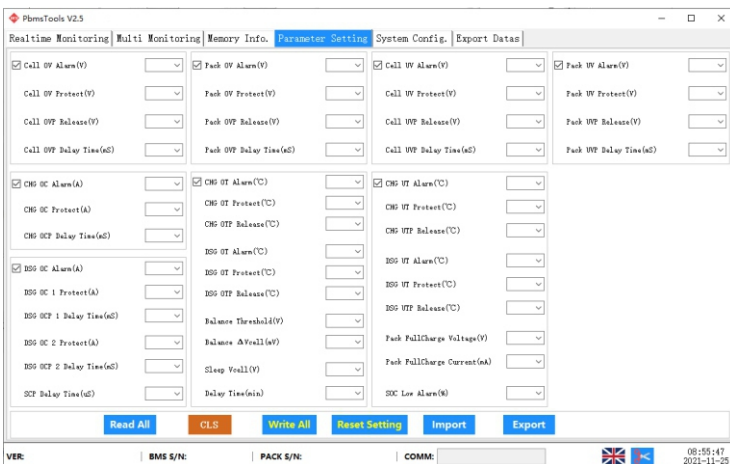 PbmsTools V2.5
Realtime Monitoring Multi Monitoring Memory Info. Parameter Setting System Config. Export Datas
Cell OV Alarm(V)
Cell OV Protect(V)
Cell OVP Release(V)
Cell OVP Delay Time(mS)
Pack OV Alarm(V)
Pack OV Protect(V)
Pack OVP Release(V)
Pack OVP Delay Time(mS)
Cell UV Alarm(V)
Cell UV Protect(V)
Cell UVP Release(V)
Cell UVP Delay Time(mS)
Pack UV Alarm(V)
Pack UV Protect(V)
Pack UVP Release(V)
Pack UVP Delay Time(mS)
CHG OC Alarm(A)
CHG OC Protect(A)
CHG OCP Delay Time(mS)
DSG OC Alarm(A)
DSG OC 1 Protect(A)
DSG OCP 1 Delay Time(mS)
DSG OC 2 Protect(A)
DSG OCP 2 Delay Time(mS)
SCP Delay Time(uS)
CHG OT Alarm(℃)
CHG OT Protect(℃)
CHG OTP Release(℃)
DSG OT Alarm(℃)
DSG OT Protect(℃)
DSG OTP Release(℃)
Balance Threshold(V)
Balance ΔVcell(mV)
Sleep Vcell(V)
Delay Time(min)
CHG UT Alarm(℃)
CHG UT Protect(℃)
CHG UTP Release(℃)
DSG UT Alarm(℃)
DSG UT Protect(℃)
DSG UTP Release(℃)
Pack FullCharge Voltage(V)
Pack FullCharge Current(mA)
SOC Low Alarm(%)
Read All CLS Write All Reset Setting Import Export
VER: BMS S/N: PACK S/N: COMM:
08:55:47
2021-11-25